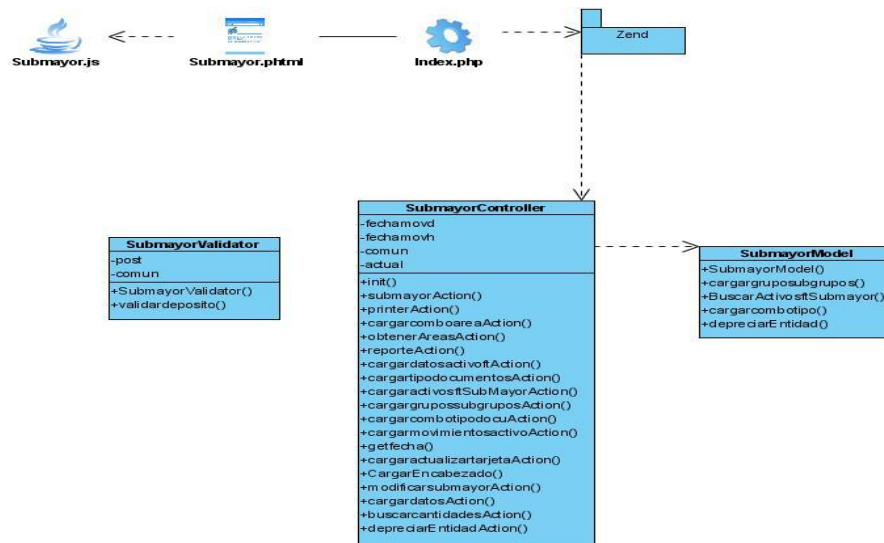 Submayor.js
Submayor.phtml
Index.php
Zend
SubmayorController
-fechamovd
-fechamovh
-comun
-actual
+init()
+submayorAction()
+printerAction()
+cargarcomboareaAction()
+obtenerAreasAction()
+reporteAction()
+cargardatosactivoftAction()
+cargartipodocumentosAction()
+cargaractivosftSubMayorAction()
+cargargrupossubgruposAction()
+cargarcombotipodocuAction()
+cargarmovimientosactivoAction()
+getfecha()
+cargaractualizartarjetaAction()
+CargarEncabezado()
+modificarsubmayorAction()
+cargardatosAction()
+buscarcantidadesAction()
+depreciarEntidadAction()
SubmayorValidator
-post
-comun
+SubmayorValidator()
+validardeposito()
SubmayorModel
+SubmayorModel()
+cargargruposubgrupos()
+BuscarActivosftSubmayor()
+cargarcombotipo()
+depreciarEntidad()